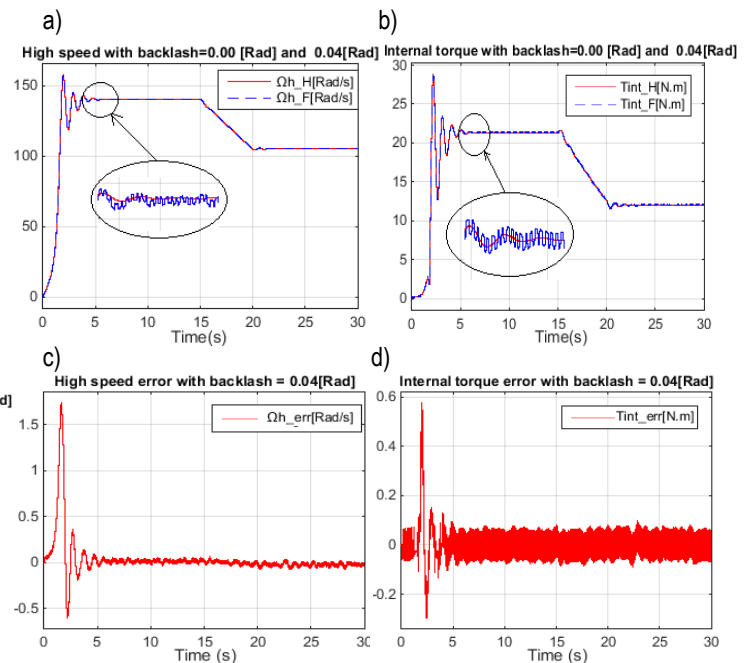 a)
b)
High speed with backlash=0.00 [Rad] and 0.04[Rad]
Internal torque with backlash=0.00 [Rad] and 0.04[Rad]
Ωh_H[Rad/s]
Ωh_F[Rad/s]
150
100
50
0
0 5 10 15 20 25 30
Time(s)
Tint_H[N.m]
Tint_F[N.m]
30
25
20
15
10
5
0
0 5 10 15 20 25 30
Time(s)
c)
d)
High speed error with backlash = 0.04[Rad]
Internal torque error with backlash = 0.04[Rad]
d]
Ωh_err[Rad/s]
1.5
1
0.5
0
-0.5
0 5 10 15 20 25 30
Time (s)
Tint_err[N.m]
0.6
0.4
0.2
0
-0.2
0 5 10 15 20 25 30
Time (s)